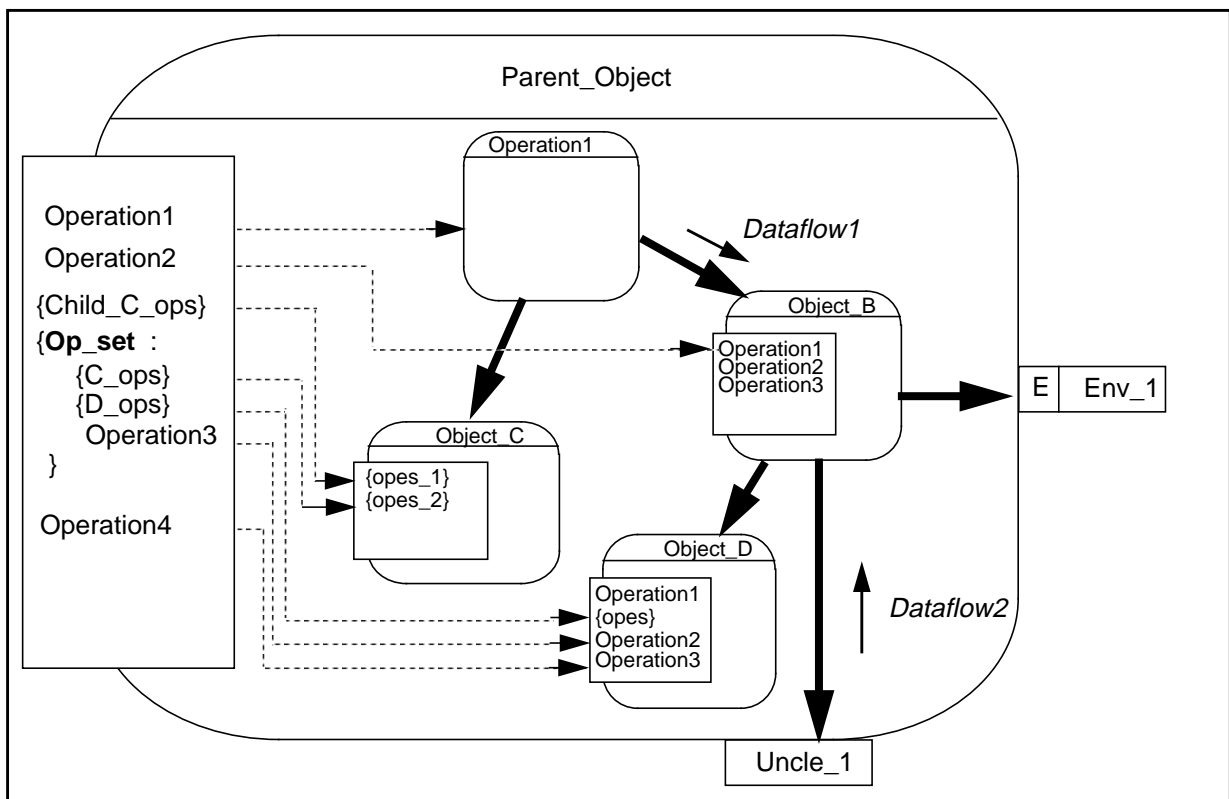 Parent_Object
Operation1
Operation1
Operation2
{Child_C_ops}
{Op_set :
{C_ops}
{D_ops}
Operation3
}
Operation4
Dataflow1
Object_B
Operation1
Operation2
Operation3
E Env_1
Object_C
{opes_1}
{opes_2}
Object_D
Operation1
{opes}
Operation2
Operation3
Dataflow2
Uncle_1